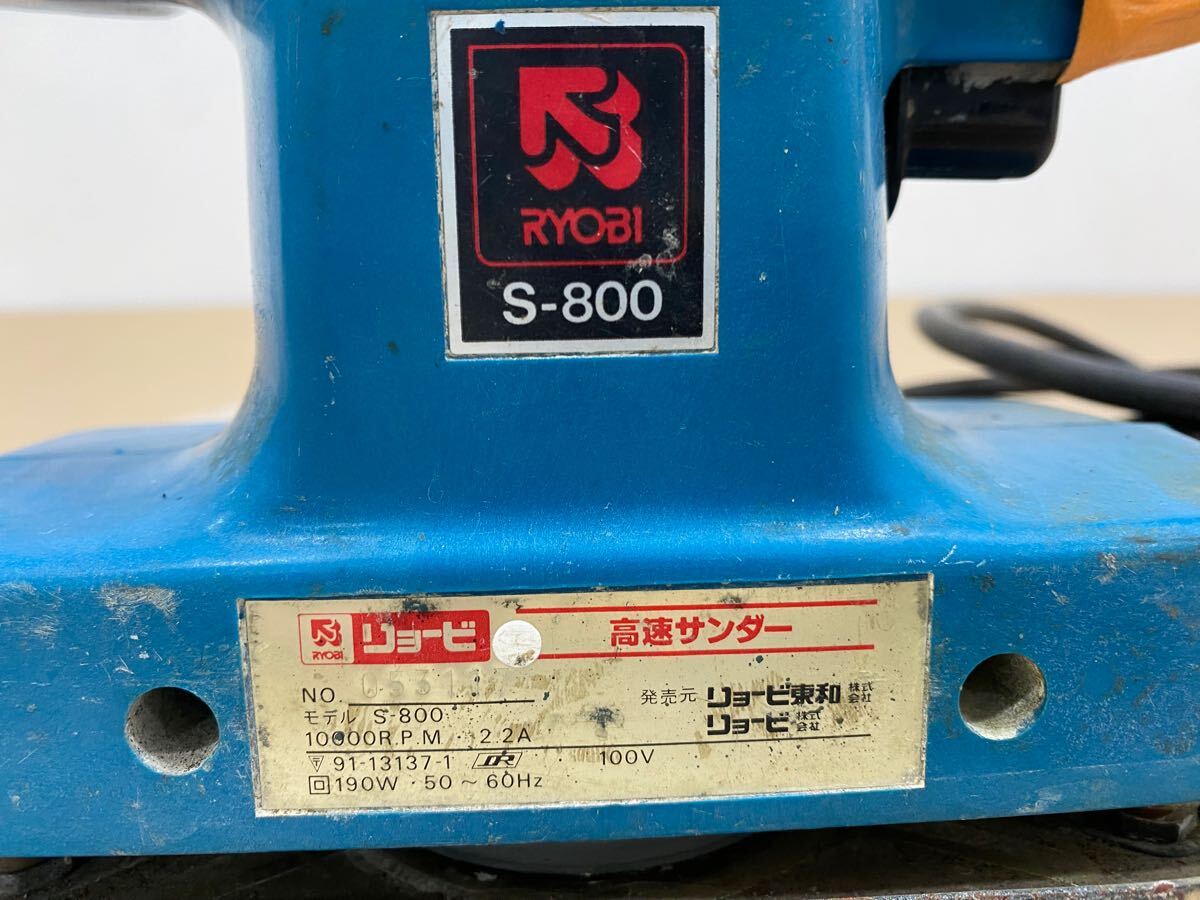 RYOBI
S-800
RYOBI リョービ
高速サンダー
NO.
モデル S-800
10000R.P.M · 2.2A
91-13137-1
100V
190W · 50～60Hz
発売元 リョービ東和 株式会社
リョービ 株式会社